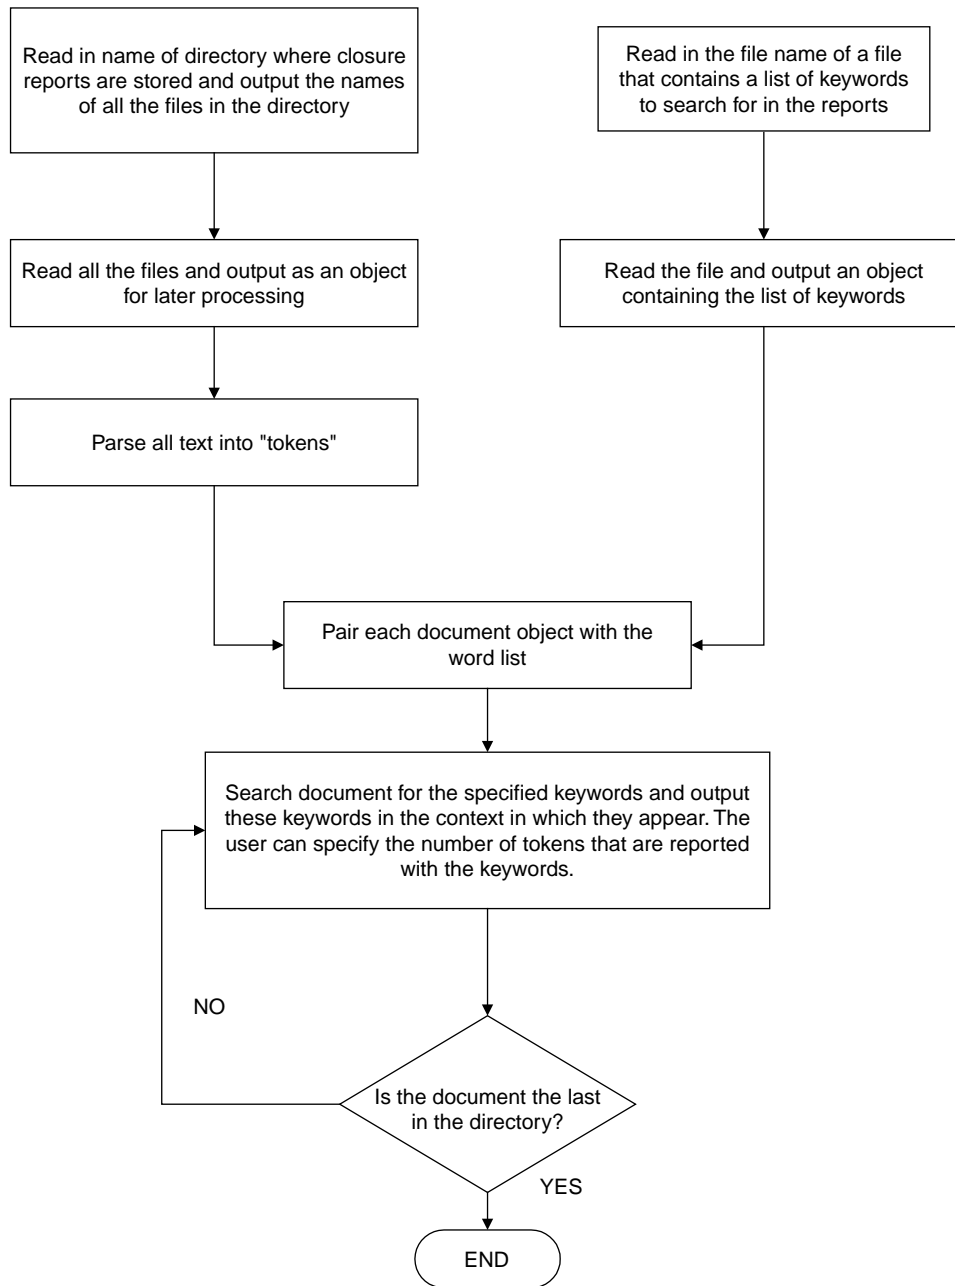 Read in name of directory where closure
reports are stored and output the names
of all the files in the directory
Read in the file name of a file
that contains a list of keywords
to search for in the reports
Read all the files and output as an object
for later processing
Read the file and output an object
containing the list of keywords
Parse all text into "tokens"
Pair each document object with the
word list
Search document for the specified keywords and output
these keywords in the context in which they appear. The
user can specify the number of tokens that are reported
with the keywords.
NO
Is the document the last
in the directory?
YES
END